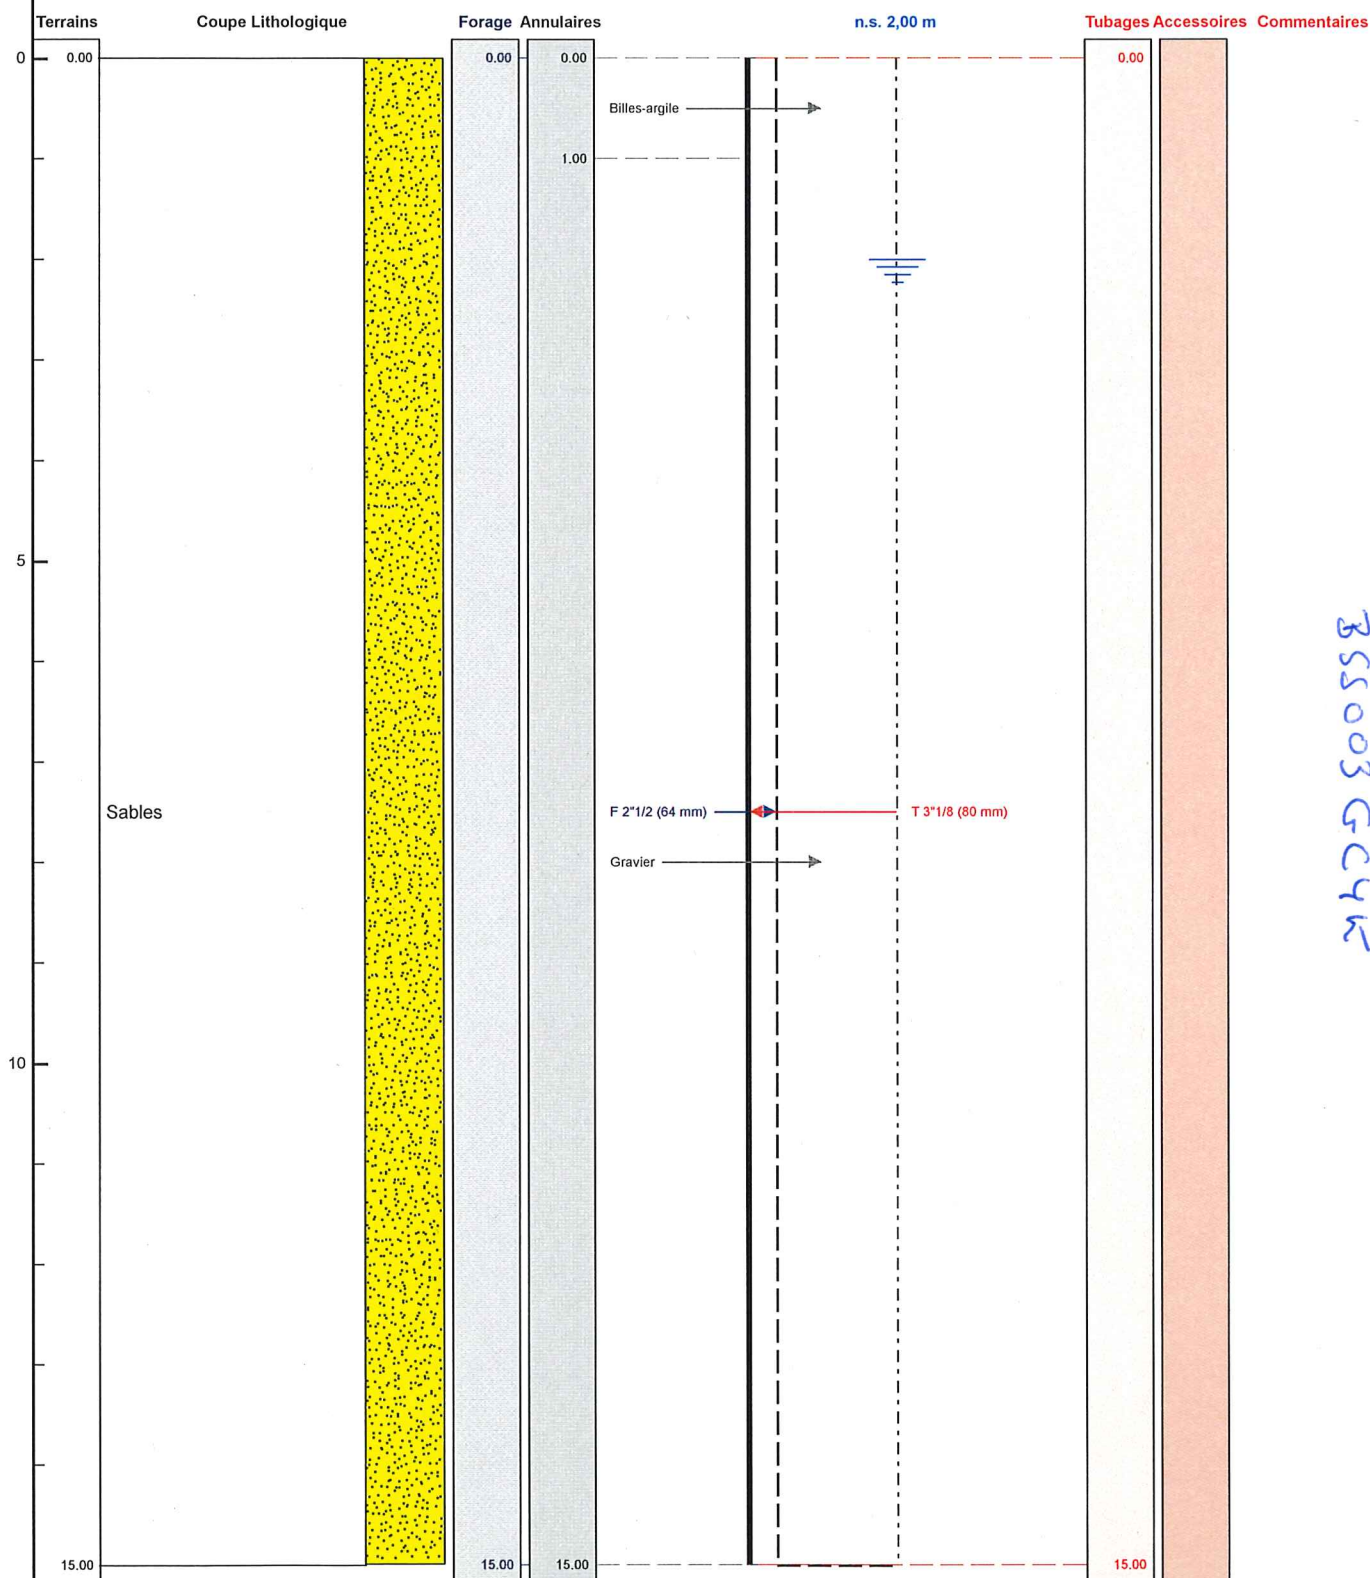 Terrains Coupe Lithologique Forage Annulaires n.s. 2,00 m Tubages Accessoires Commentaires
0 0.00 0.00 0.00 0.00
Billes-argile
1.00
5
Sables F 2"1/2 (64 mm) T 3"1/8 (80 mm)
Gravier
10
15.00 15.00 15.00 15.00
BSS003GCYK